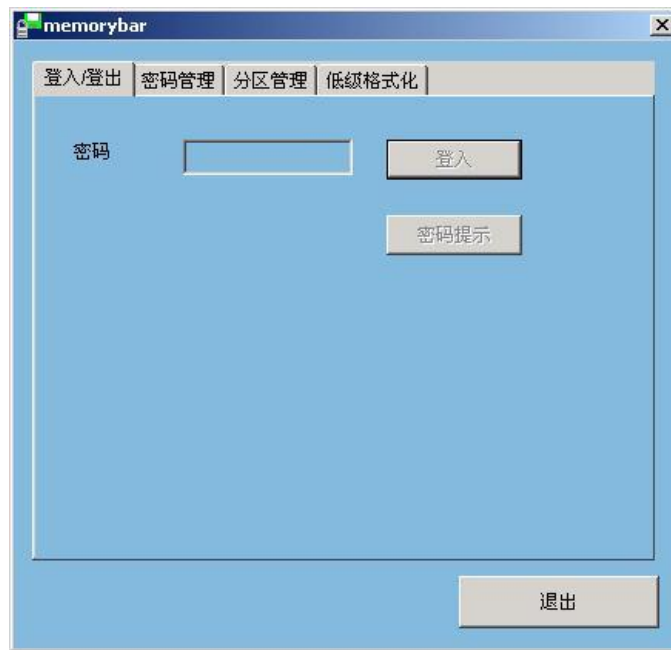 memorybar
登入/登出 密码管理 分区管理 低级格式化
密码 登入
密码提示
退出